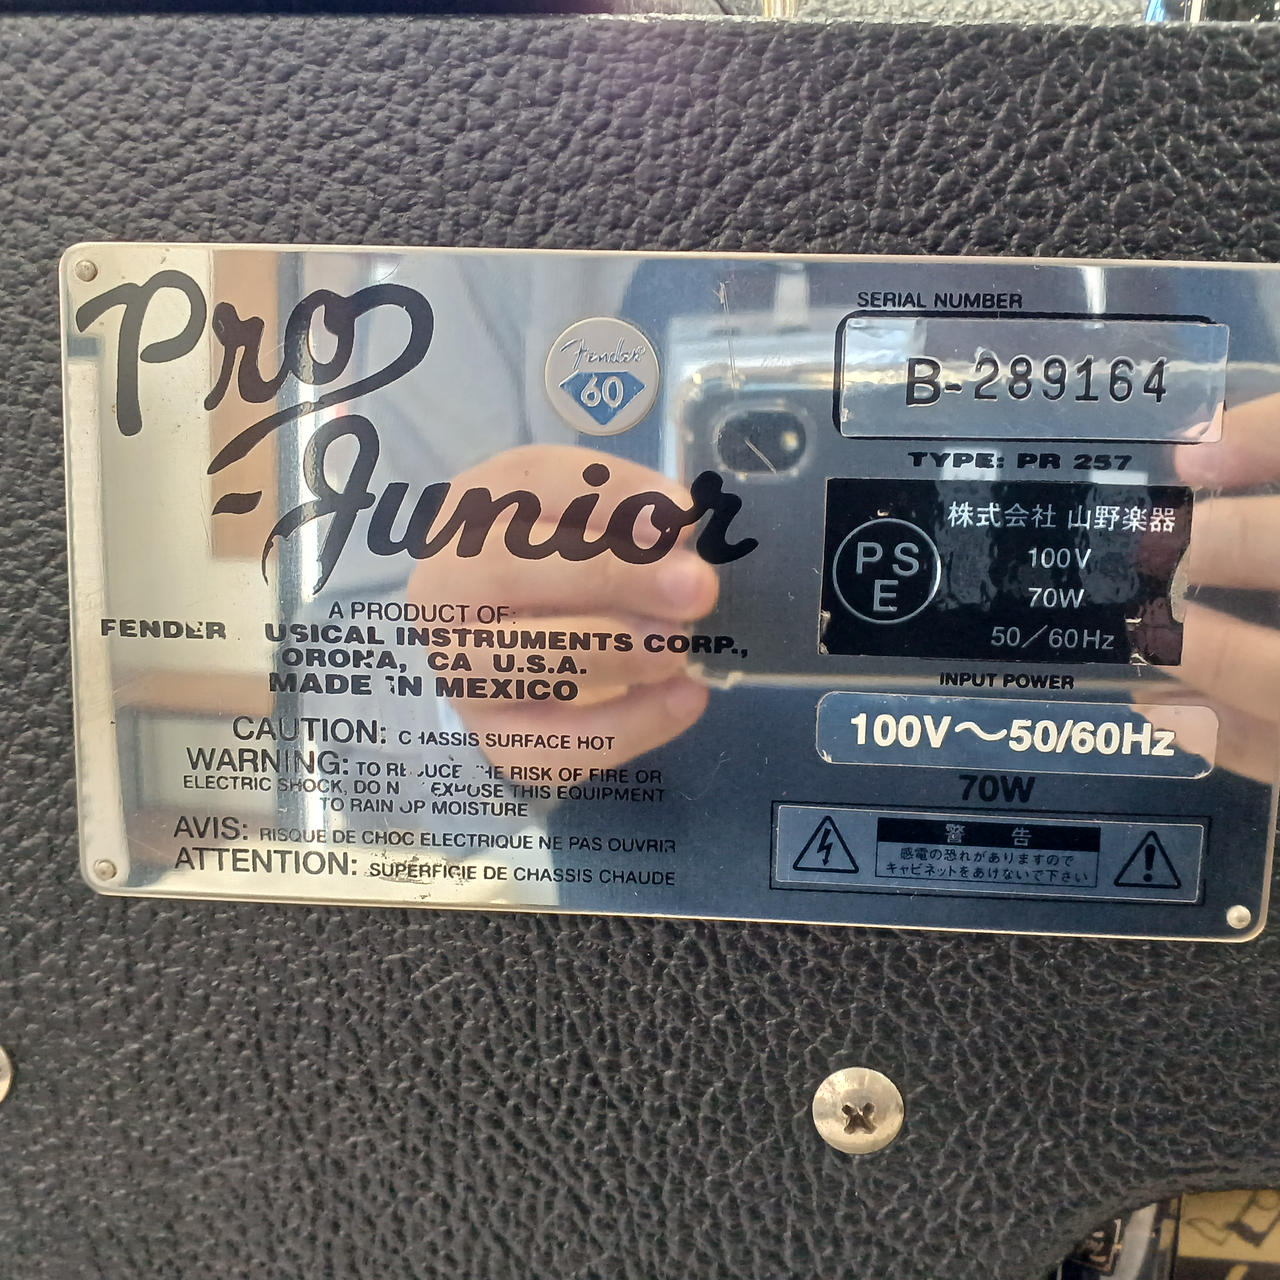 Pro
Junior
Fender
60
A PRODUCT OF:
FENDER USICAL INSTRUMENTS CORP.,
ORONA, CA U.S.A.
MADE IN MEXICO
CAUTION: CHASSIS SURFACE HOT
WARNING: TO REDUCE THE RISK OF FIRE OR
ELECTRIC SHOCK, DO N EXPOSE THIS EQUIPMENT
TO RAIN OR MOISTURE
AVIS: RISQUE DE CHOC ELECTRIQUE NE PAS OUVRIR
ATTENTION: SUPERFICIE DE CHASSIS CHAUDE
SERIAL NUMBER
B-289164
TYPE: PR 257
PSE
株式会社 山野楽器
100V
70W
50/60Hz
INPUT POWER
100V～50/60Hz
70W
警告
感電の恐れがありますので
キャビネットをあけないで下さい